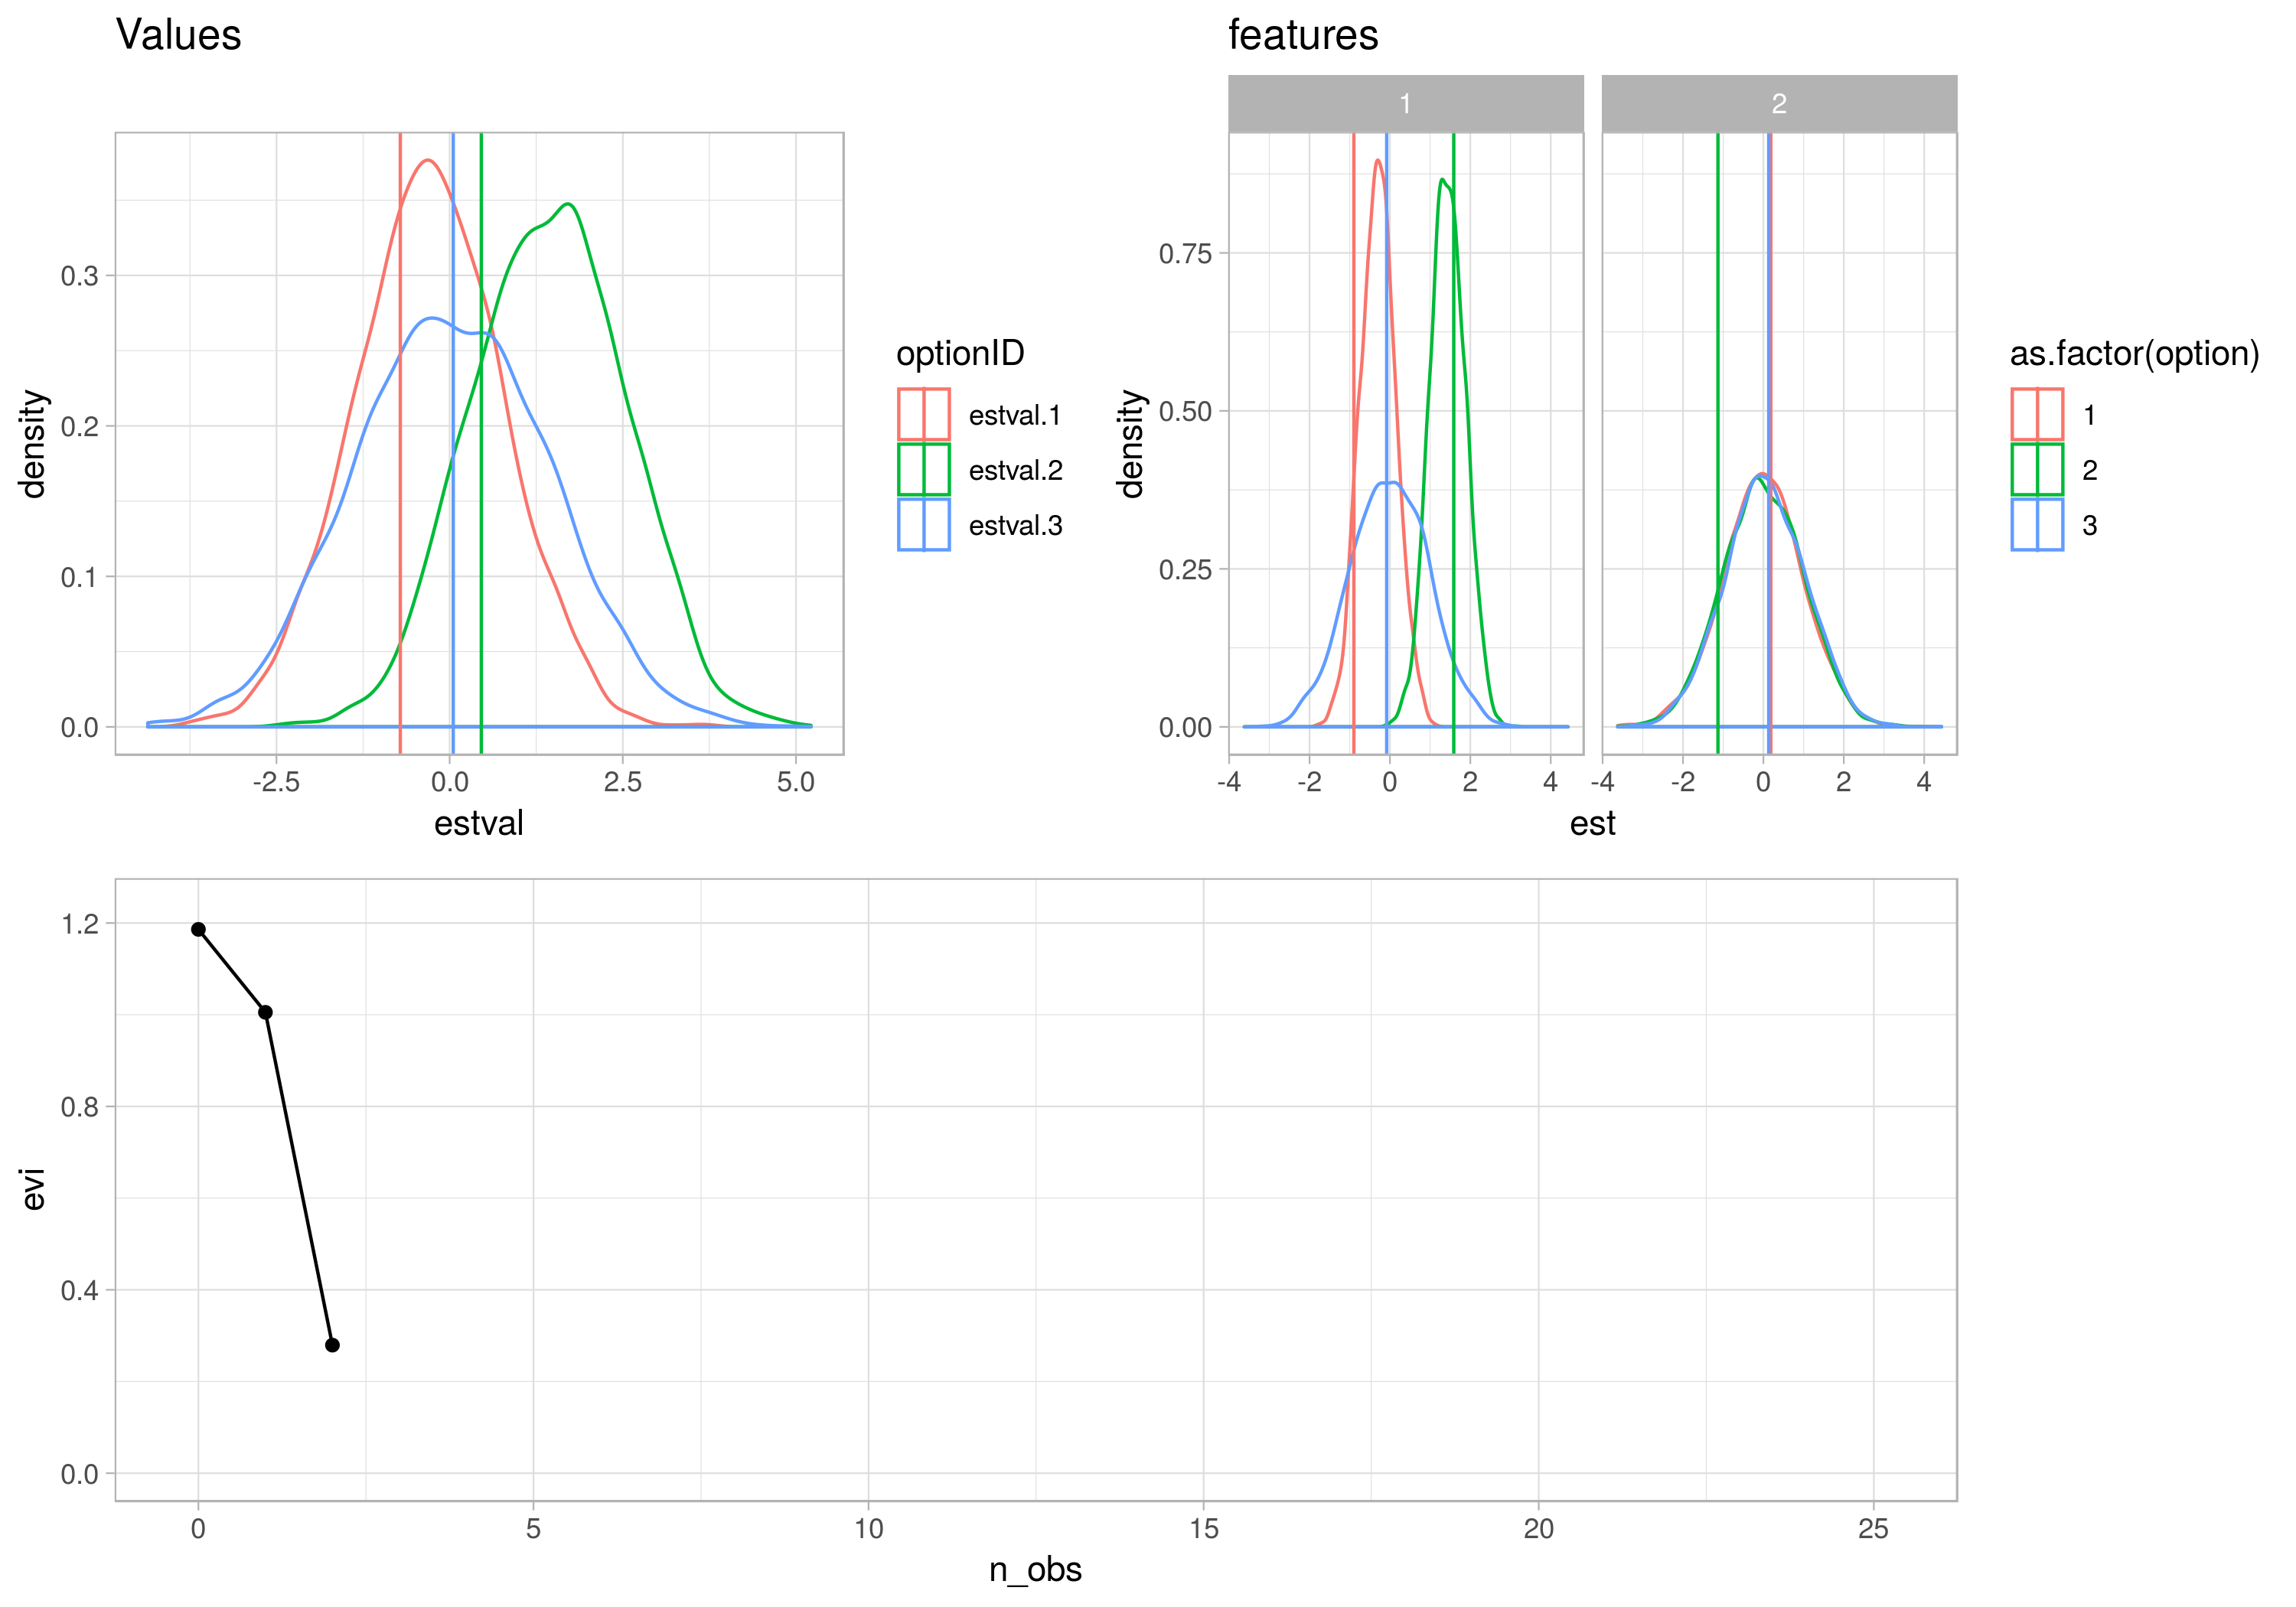 Values
0.3
0.2
0.1
0.0
density
-2.5 0.0 2.5 5.0
estval
optionID
estval.1
estval.2
estval.3
features
1 2
0.75
0.50
0.25
0.00
density
-4 -2 0 2 4 -4 -2 0 2 4
est
as.factor(option)
1
2
3
1.2
0.8
0.4
0.0
evi
0 5 10 15 20 25
n_obs